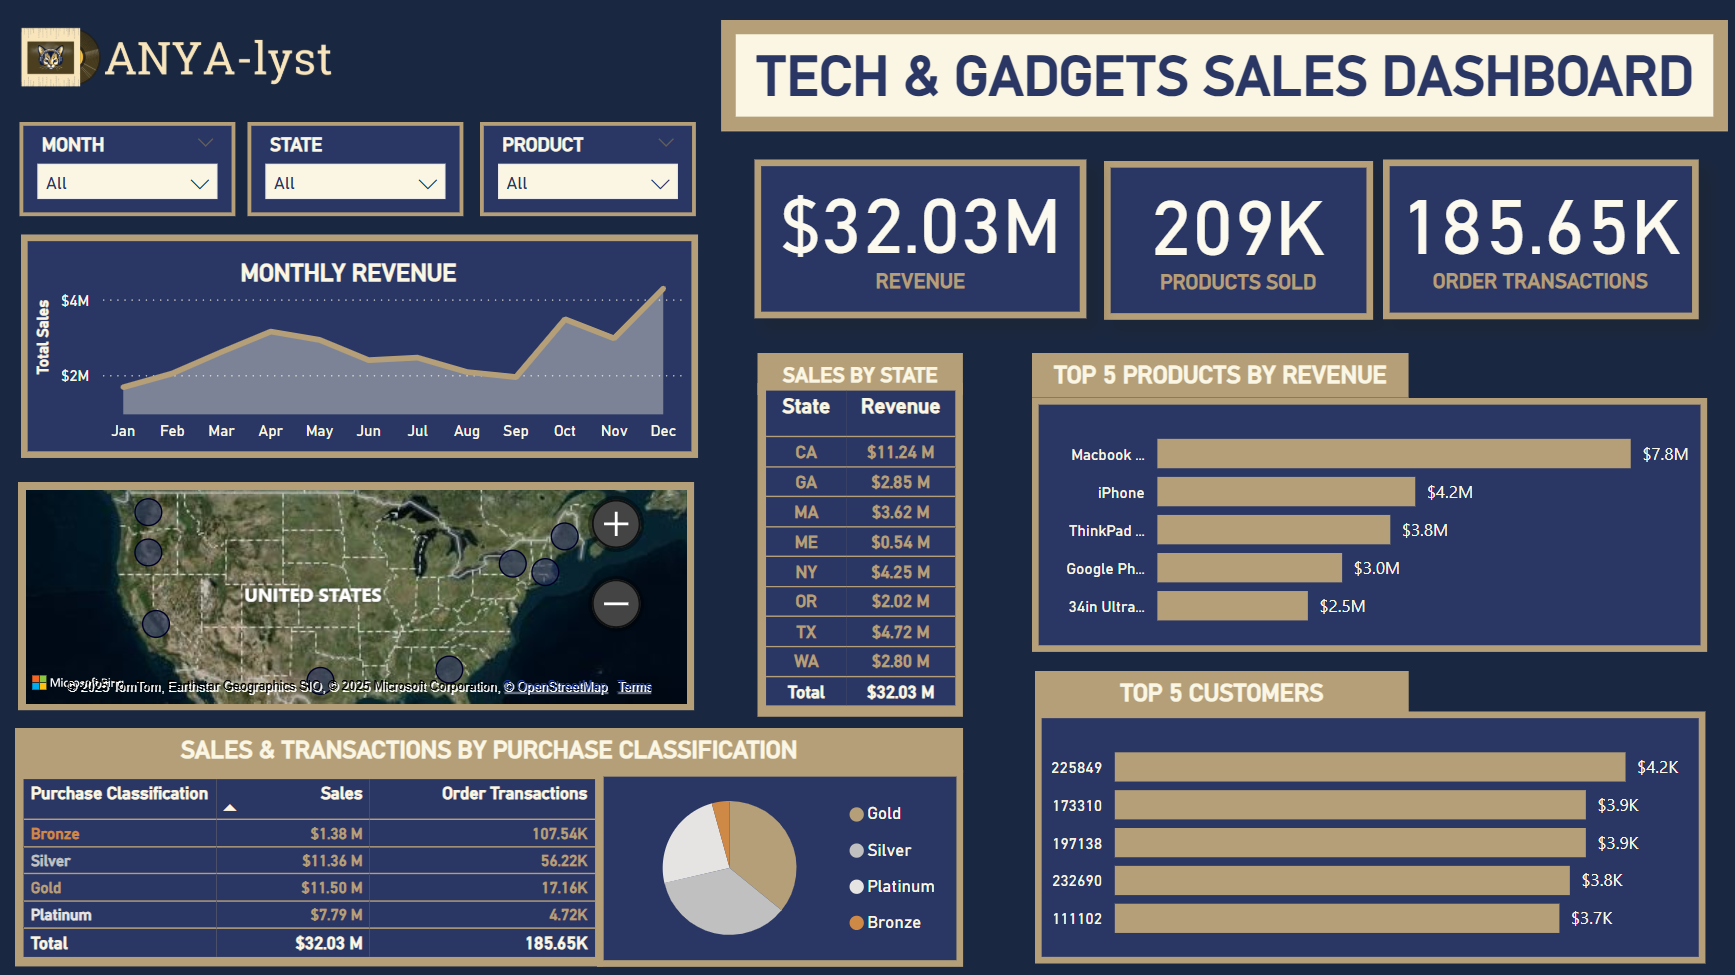 ANYA-lyst
TECH & GADGETS SALES DASHBOARD
MONTH
All
STATE
All
PRODUCT
All
$32.03M
REVENUE
209K
PRODUCTS SOLD
185.65K
ORDER TRANSACTIONS
MONTHLY REVENUE
Total Sales
$4M
$2M
Jan Feb Mar Apr May Jun Jul Aug Sep Oct Nov Dec
UNITED STATES
© 2025 TomTom, Earthstar Geographics SIO, © 2025 Microsoft Corporation, © OpenStreetMap Terms
SALES BY STATE
State Revenue
CA $11.24 M
GA $2.85 M
MA $3.62 M
ME $0.54 M
NY $4.25 M
OR $2.02 M
TX $4.72 M
WA $2.80 M
Total $32.03 M
TOP 5 PRODUCTS BY REVENUE
Macbook ... $7.8M
iPhone $4.2M
ThinkPad ... $3.8M
Google Ph... $3.0M
34in Ultra... $2.5M
TOP 5 CUSTOMERS
225849 $4.2K
173310 $3.9K
197138 $3.9K
232690 $3.8K
111102 $3.7K
SALES & TRANSACTIONS BY PURCHASE CLASSIFICATION
Purchase Classification Sales Order Transactions
Bronze $1.38 M 107.54K
Silver $11.36 M 56.22K
Gold $11.50 M 17.16K
Platinum $7.79 M 4.72K
Total $32.03 M 185.65K
Gold
Silver
Platinum
Bronze